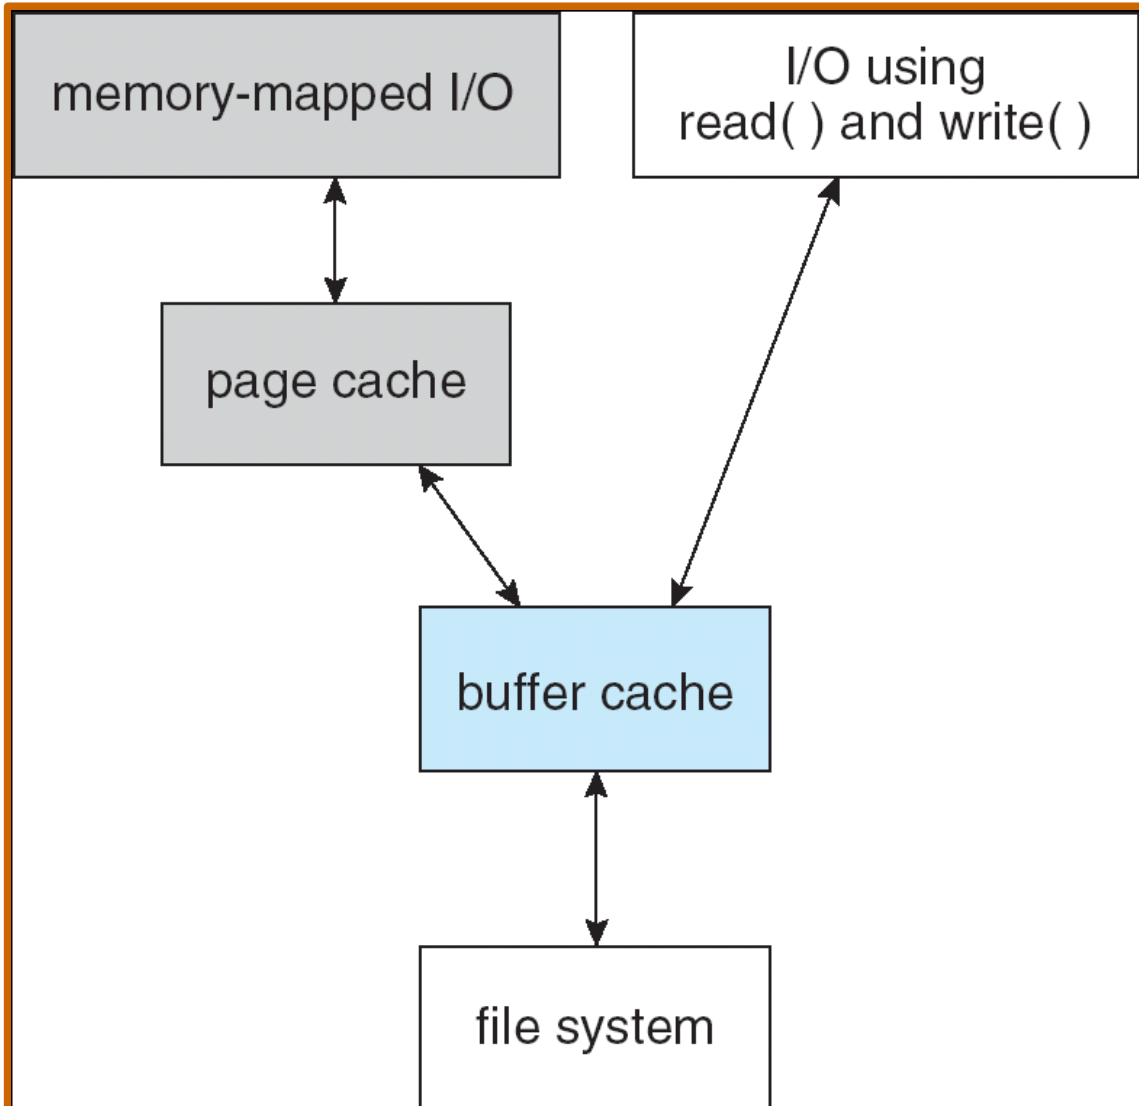 memory-mapped I/O
I/O using
read( ) and write( )
page cache
buffer cache
file system